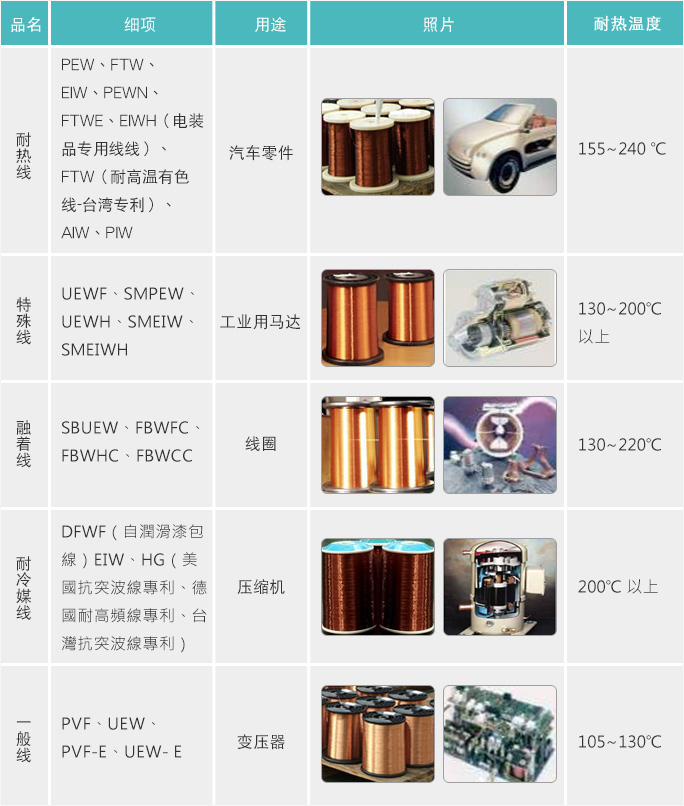 品名 细项 用途 照片 耐热温度
耐热线
PEW、FTW、
EIW、PEWN、
FTWE、EIWH（电装
品专用线线）、
FTW（耐高温有色
线-台湾专利）、
AIW、PIW
汽车零件
155~240 ℃
特殊线
UEWF、SMPEW、
UEWH、SMEIW、
SMEIWH
工业用马达
130~200℃
以上
融着线
SBUEW、FBWFC、
FBWHC、FBWCC
线圈
130~220℃
耐冷媒线
DFWF（自潤滑漆包
線）EIW、HG（美
國抗突波線專利、德
國耐高頻線專利、台
灣抗突波線專利）
压缩机
200℃ 以上
一般线
PVF、UEW、
PVF-E、UEW- E
变压器
105~130℃